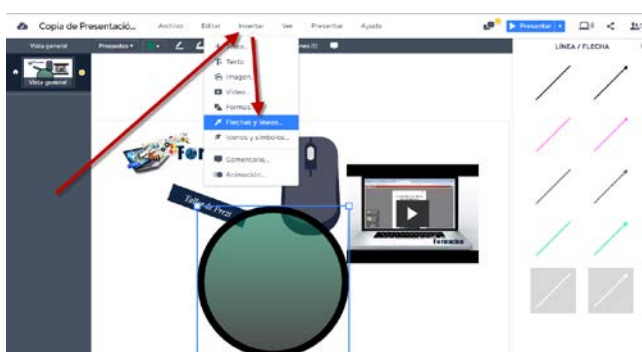 Copia de Presentació... Archivo Editar Insertar Ver Presentar Ayuda Presentar
Vista general
Texto
Imagen...
Vídeo...
Formas...
Flechas y líneas...
Iconos y símbolos...
Comentario...
Animación...
LÍNEA / FLECHA
Vista general
Taller de Prezi
Formación